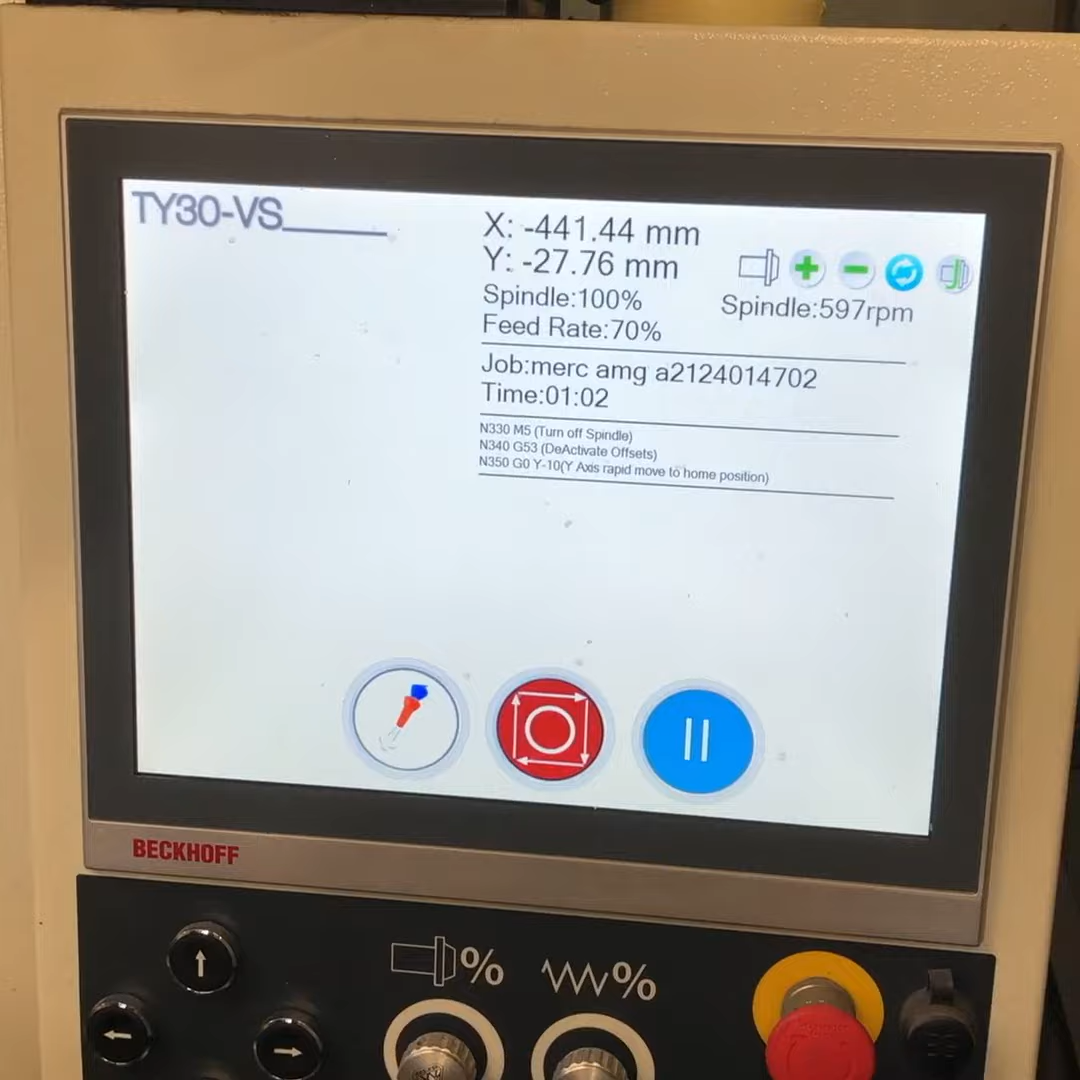 TY30-VS_____
X: -441.44 mm
Y: -27.76 mm
Spindle:100%
Feed Rate:70%
Spindle:597rpm
Job:merc amg a2124014702
Time:01:02
N330 M5 (Turn off Spindle)
N340 G53 (DeActivate Offsets)
N350 G0 Y-10(Y Axis rapid move to home position)
BECKHOFF
%
%